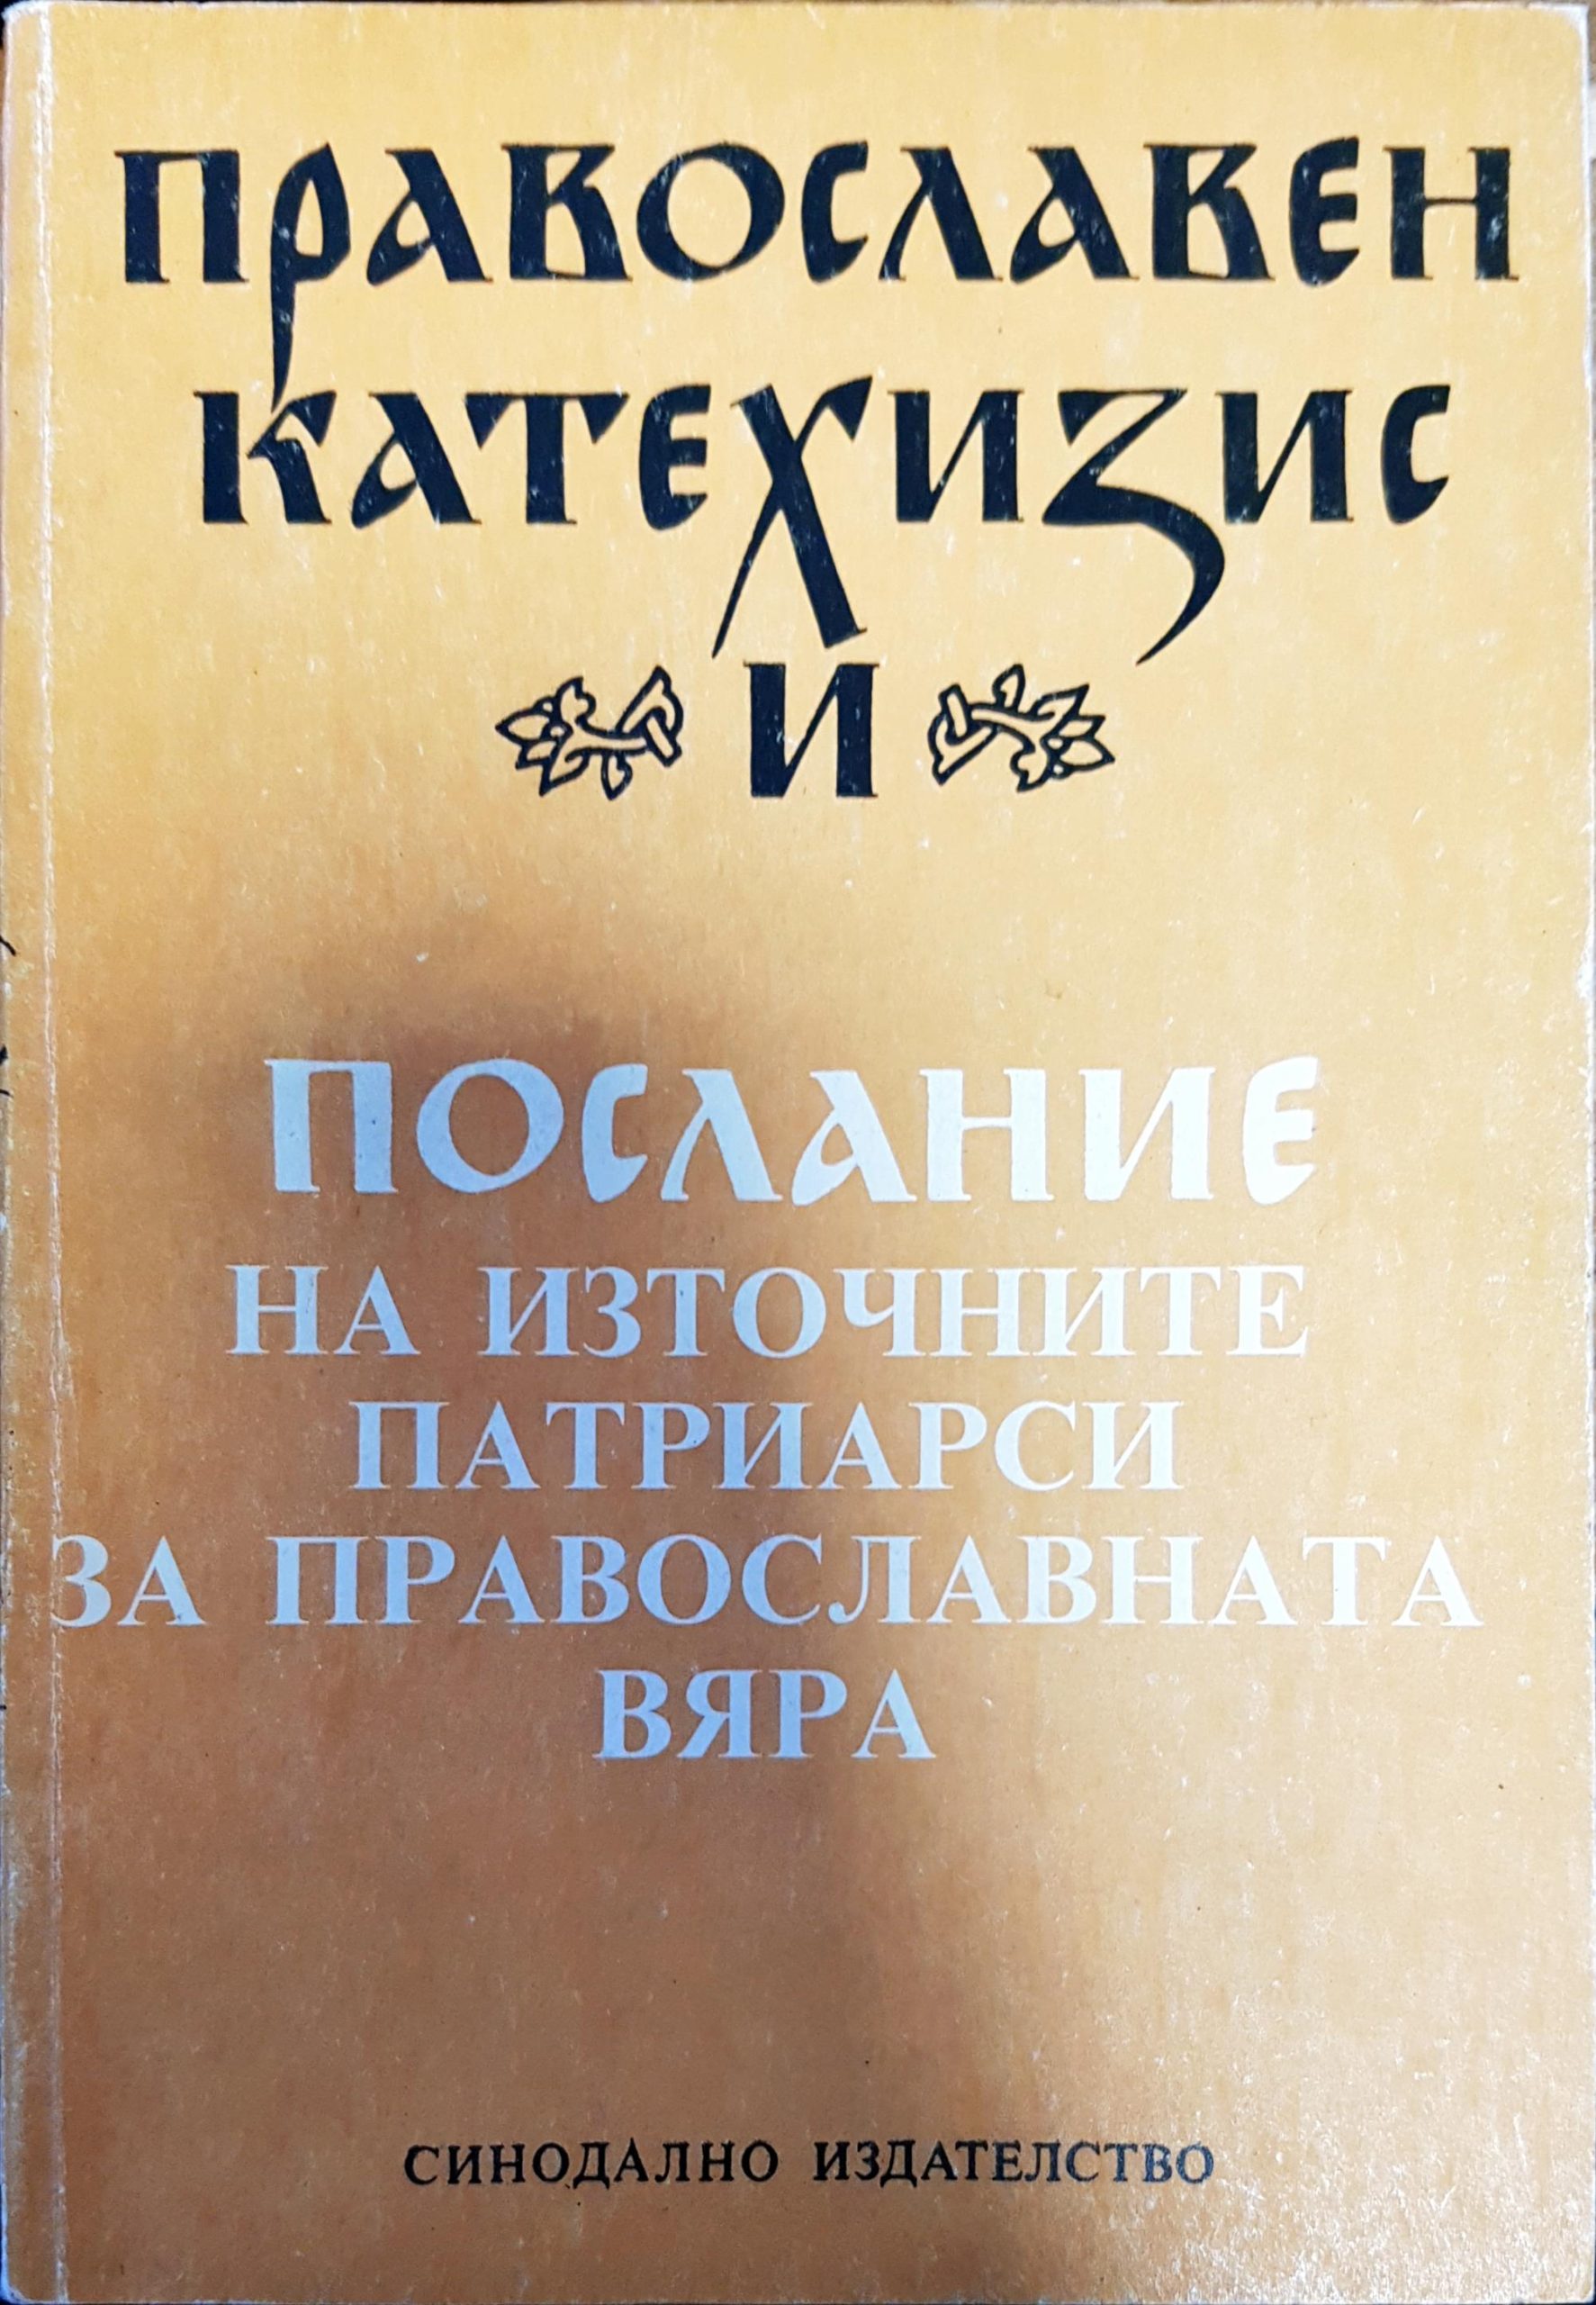 ПРАВОСЛАВЕН
КАТЕХИЗИС
И
ПОСЛАНИЕ
НА ИЗТОЧНИТЕ
ПАТРИАРСИ
ЗА ПРАВОСЛАВНАТА
ВЯРА
СИНОДАЛНО ИЗДАТЕЛСТВО